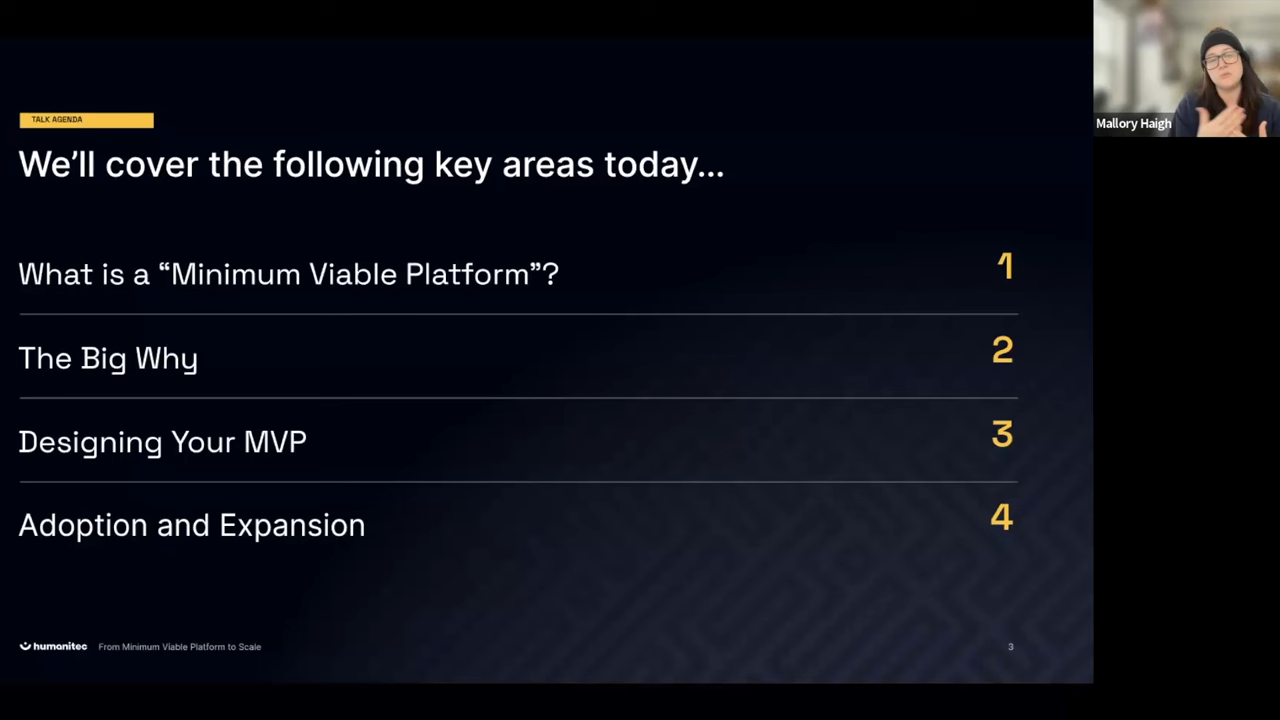 TALK AGENDA
We'll cover the following key areas today...
What is a “Minimum Viable Platform”?
1
The Big Why
2
Designing Your MVP
3
Adoption and Expansion
4
humanitec
From Minimum Viable Platform to Scale
3
Mallory Haigh